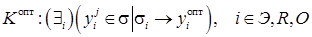 K^{опт} : (∃_i)(y_i^j ∈ σ | σ_i → y_i^{опт}), i ∈ Э, R, O